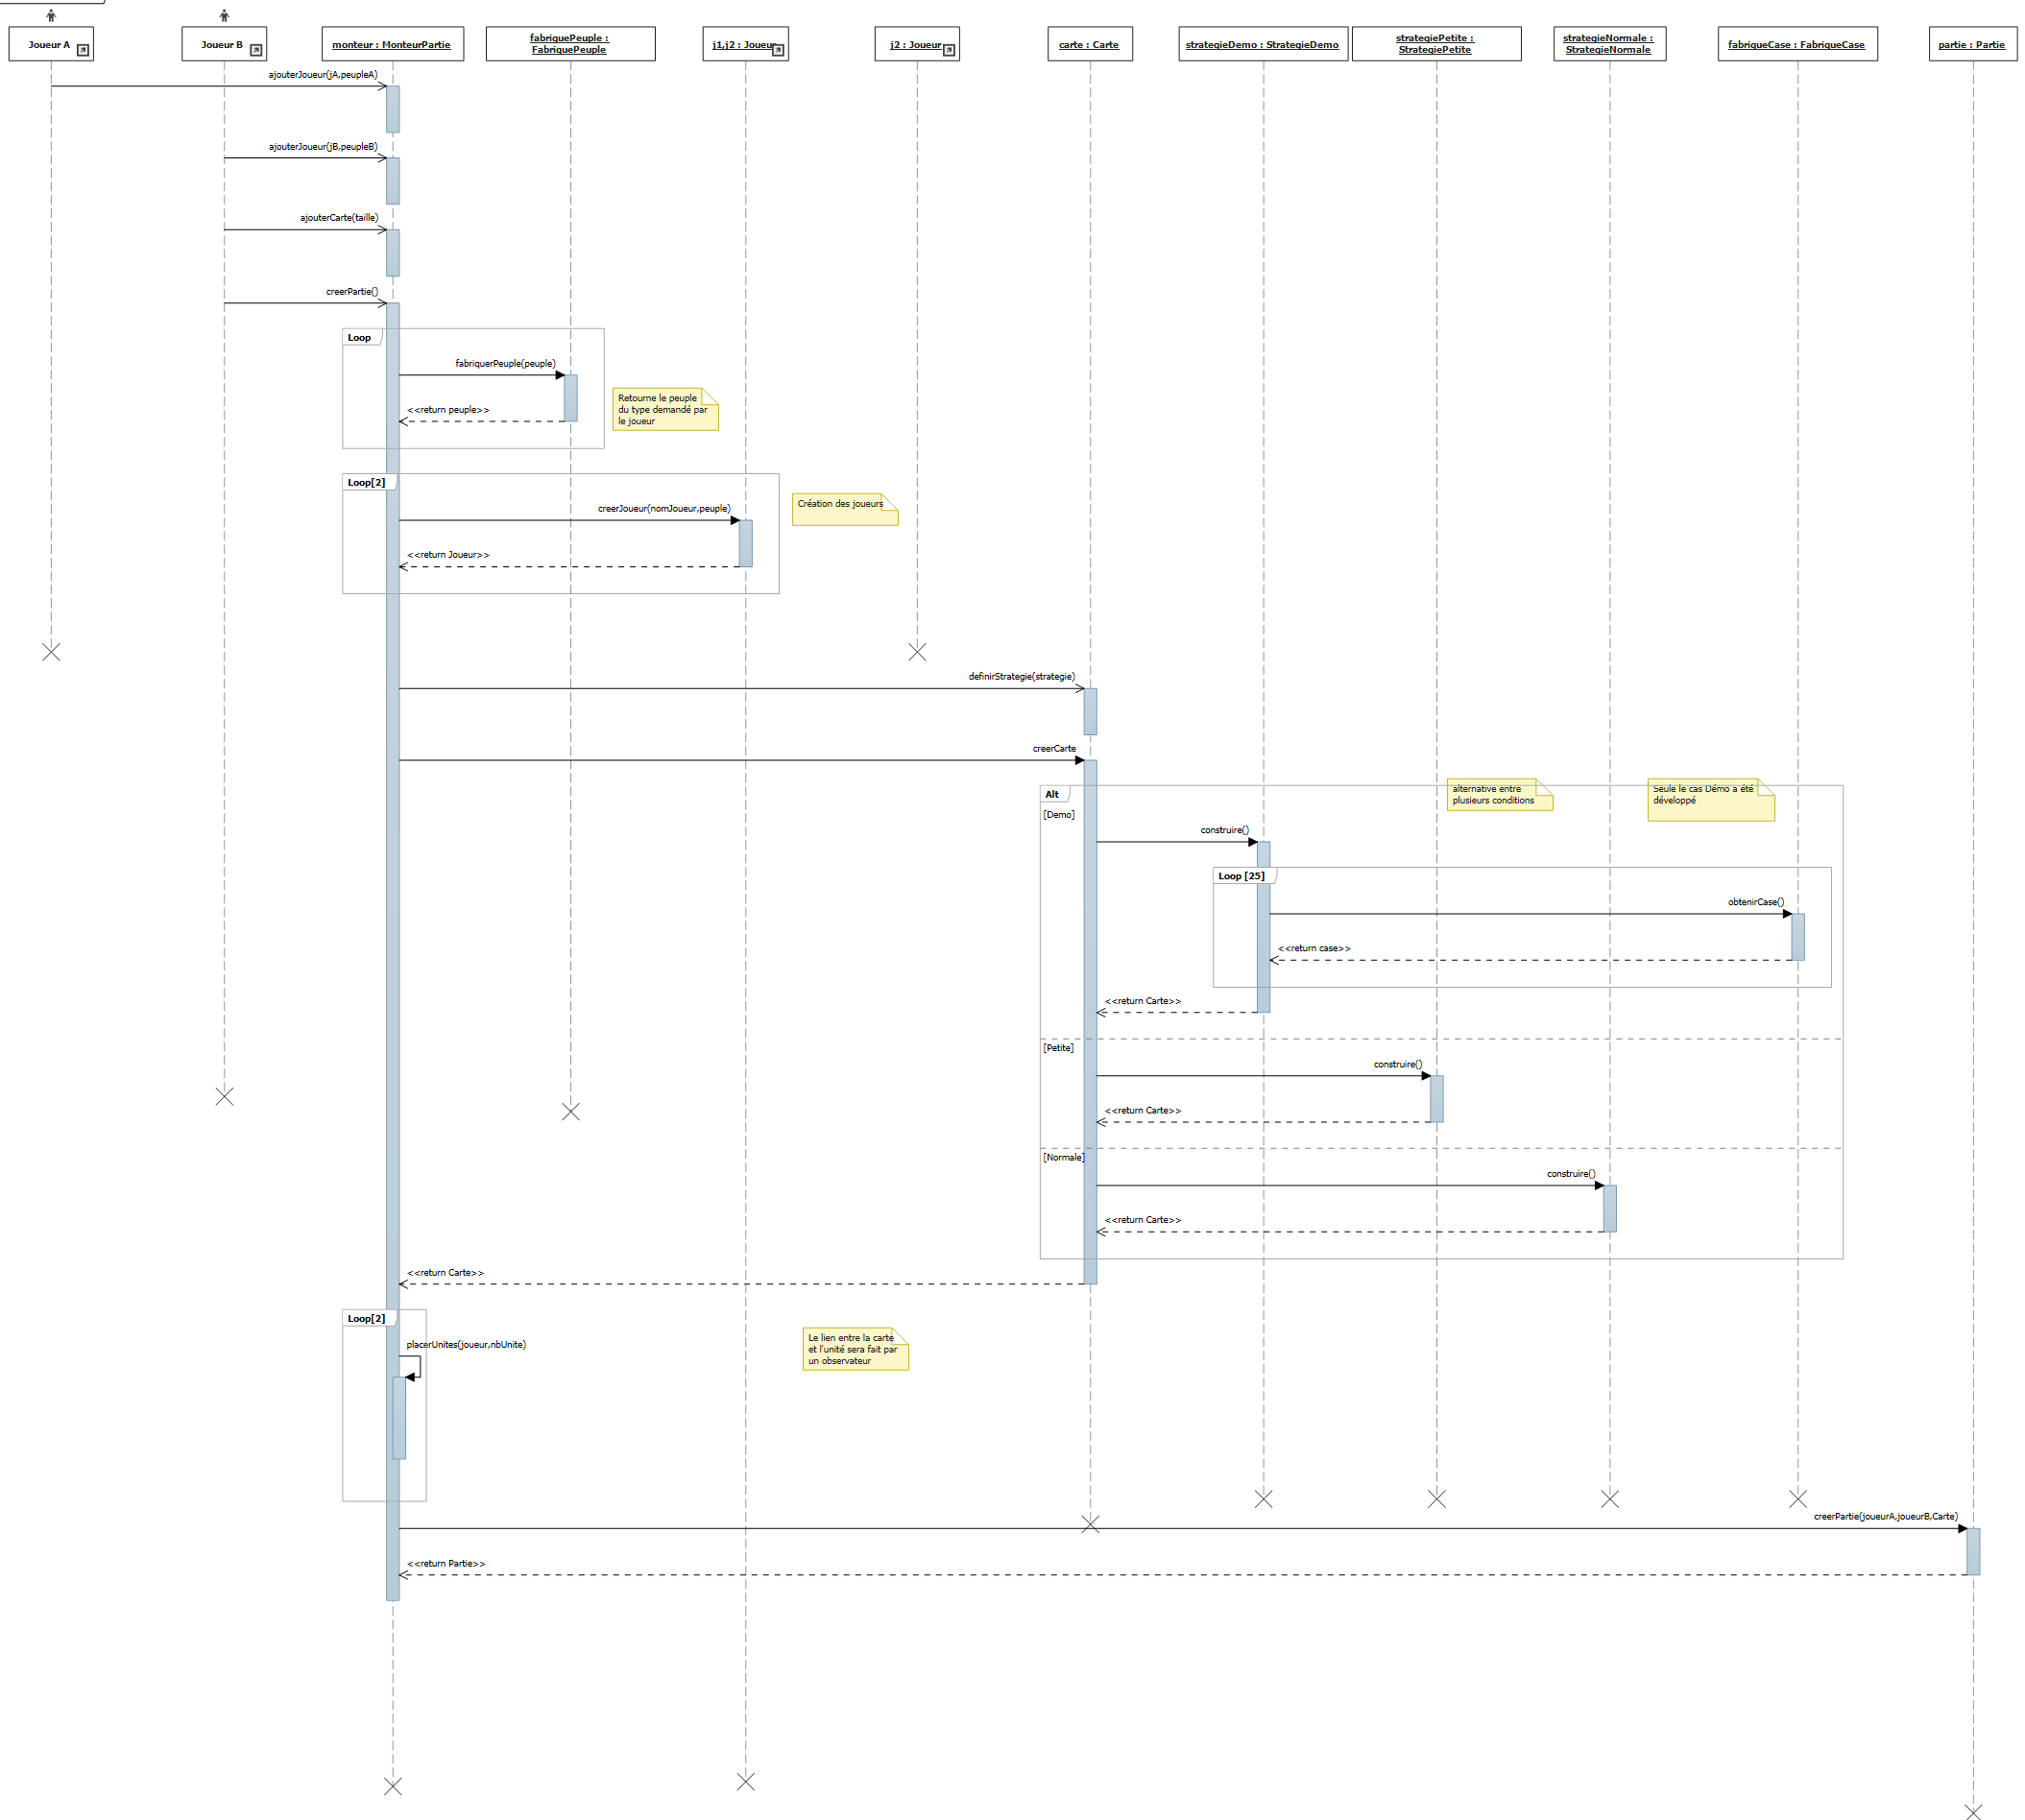 Joueur A
Joueur B
monteur : MonteurPartie
fabriquePeuple :
FabriquePeuple
j1,j2 : Joueur
j2 : Joueur
carte : Carte
strategieDemo : StrategieDemo
strategiePetite :
StrategiePetite
strategieNormale :
StrategieNormale
fabriqueCase : FabriqueCase
partie : Partie
ajouterJoueur(jA,peupleA)
ajouterJoueur(jB,peupleB)
ajouterCarte(taille)
creerPartie()
Loop
fabriquerPeuple(peuple)
Retourne le peuple
du type demandé par
le joueur
<<return peuple>>
Loop[2]
Création des joueurs
creerJoueur(nomJoueur,peuple)
<<return Joueur>>
definirStrategie(strategie)
creerCarte
Alt
alternative entre
plusieurs conditions
Seule le cas Démo a été
développé
[Demo]
construire()
Loop [25]
obtenirCase()
<<return case>>
<<return Carte>>
[Petite]
construire()
<<return Carte>>
[Normale]
construire()
<<return Carte>>
<<return Carte>>
Loop[2]
placerUnites(joueur,nbUnite)
Le lien entre la carte
et l'unité sera fait par
un observateur
creerPartie(joueurA,joueurB,Carte)
<<return Partie>>